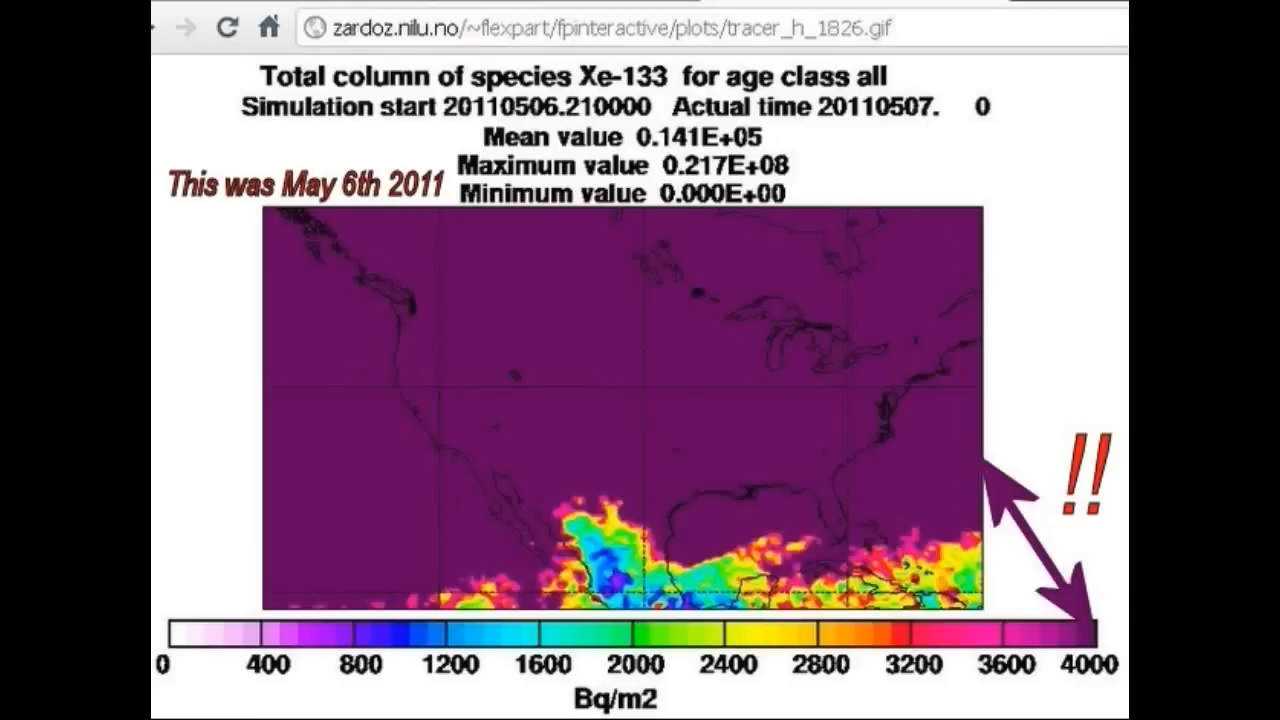 zardoz.nilu.no/~flexpart/fpinteractive/plots/tracer_h_1826.gif
Total column of species Xe-133 for age class all
Simulation start 20110506.210000 Actual time 20110507. 0
Mean value 0.141E+05
Maximum value 0.217E+08
This was May 6th 2011
Minimum value 0.000E+00
!!
0 400 800 1200 1600 2000 2400 2800 3200 3600 4000
Bq/m2